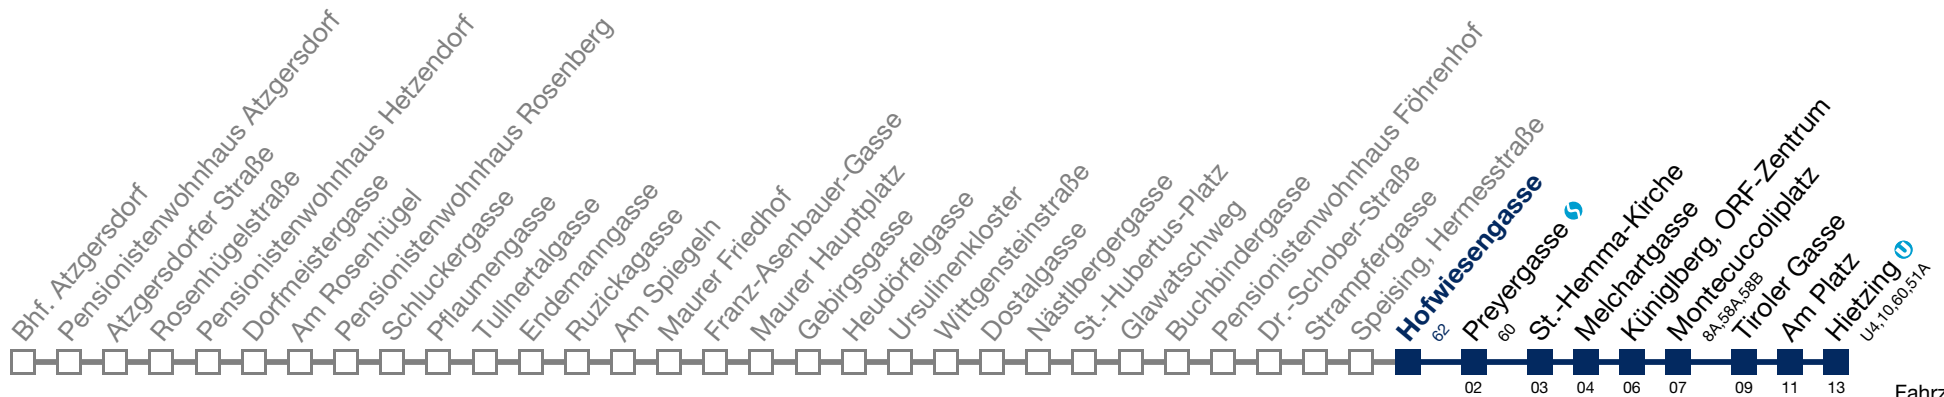 Bhf. Atzgersdorf
Pensionistenwohnhaus Atzgersdorf
Atzgersdorfer Straße
Rosenhügelstraße
Pensionistenwohnhaus Hetzendorf
Dorfmeistergasse
Am Rosenhügel
Pensionistenwohnhaus Rosenberg
Schluckergasse
Pflaumengasse
Tullnertalgasse
Endemanngasse
Ruzickagasse
Am Spiegeln
Maurer Friedhof
Franz-Asenbauer-Gasse
Maurer Hauptplatz
Gebirgsgasse
Heudörfelgasse
Ursulinenkloster
Wittgensteinstraße
Dostalgasse
Nästlbergergasse
St.-Hubertus-Platz
Glawatschweg
Buchbindergasse
Pensionistenwohnhaus Föhrenhof
Dr.-Schober-Straße
Strampfergasse
Speising, Hermesstraße
Hofwiesengasse
62
Preyergasse S
60
St.-Hemma-Kirche
Melchartgasse
Küniglberg, ORF-Zentrum
Montecuccoliplatz
8A,58A,58B
Tiroler Gasse
Am Platz
Hietzing U
U4,10,60,51A
02 03 04 06 07 09 11 13
Fahrz